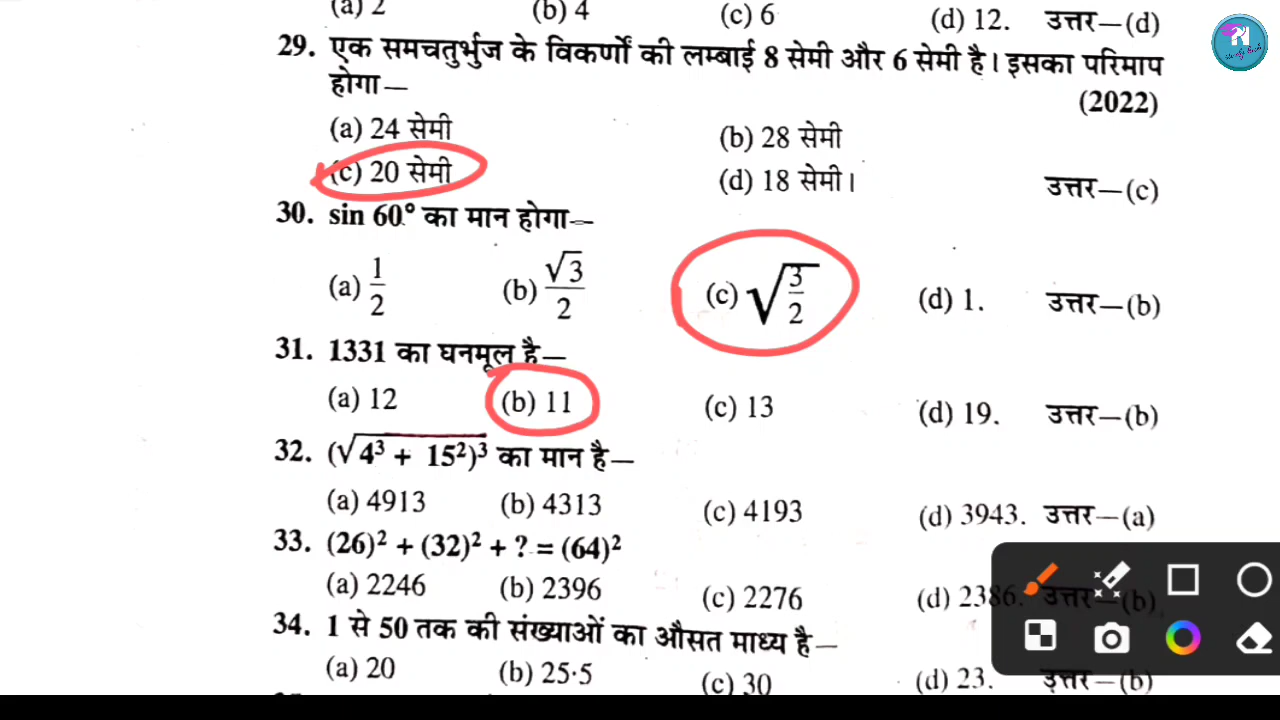 (a) 2 (b) 4 (c) 6 (d) 12. उत्तर—(d)
29. एक समचतुर्भुज के विकर्णों की लम्बाई 8 सेमी और 6 सेमी है। इसका परिमाप
होगा—
(2022)
(a) 24 सेमी (b) 28 सेमी
(c) 20 सेमी (d) 18 सेमी। उत्तर—(c)
30. sin 60° का मान होगा—
(a) 1/2 (b) √3/2 (c) √(3/2) (d) 1. उत्तर—(b)
31. 1331 का घनमूल है—
(a) 12 (b) 11 (c) 13 (d) 19. उत्तर—(b)
32. (√4³ + 15²)³ का मान है—
(a) 4913 (b) 4313 (c) 4193 (d) 3943. उत्तर—(a)
33. (26)² + (32)² + ? = (64)²
(a) 2246 (b) 2396 (c) 2276 (d) 2386. उत्तर—(b)
34. 1 से 50 तक की संख्याओं का औसत माध्य है—
(a) 20 (b) 25·5 (c) 30 (d) 23. उत्तर—(b)